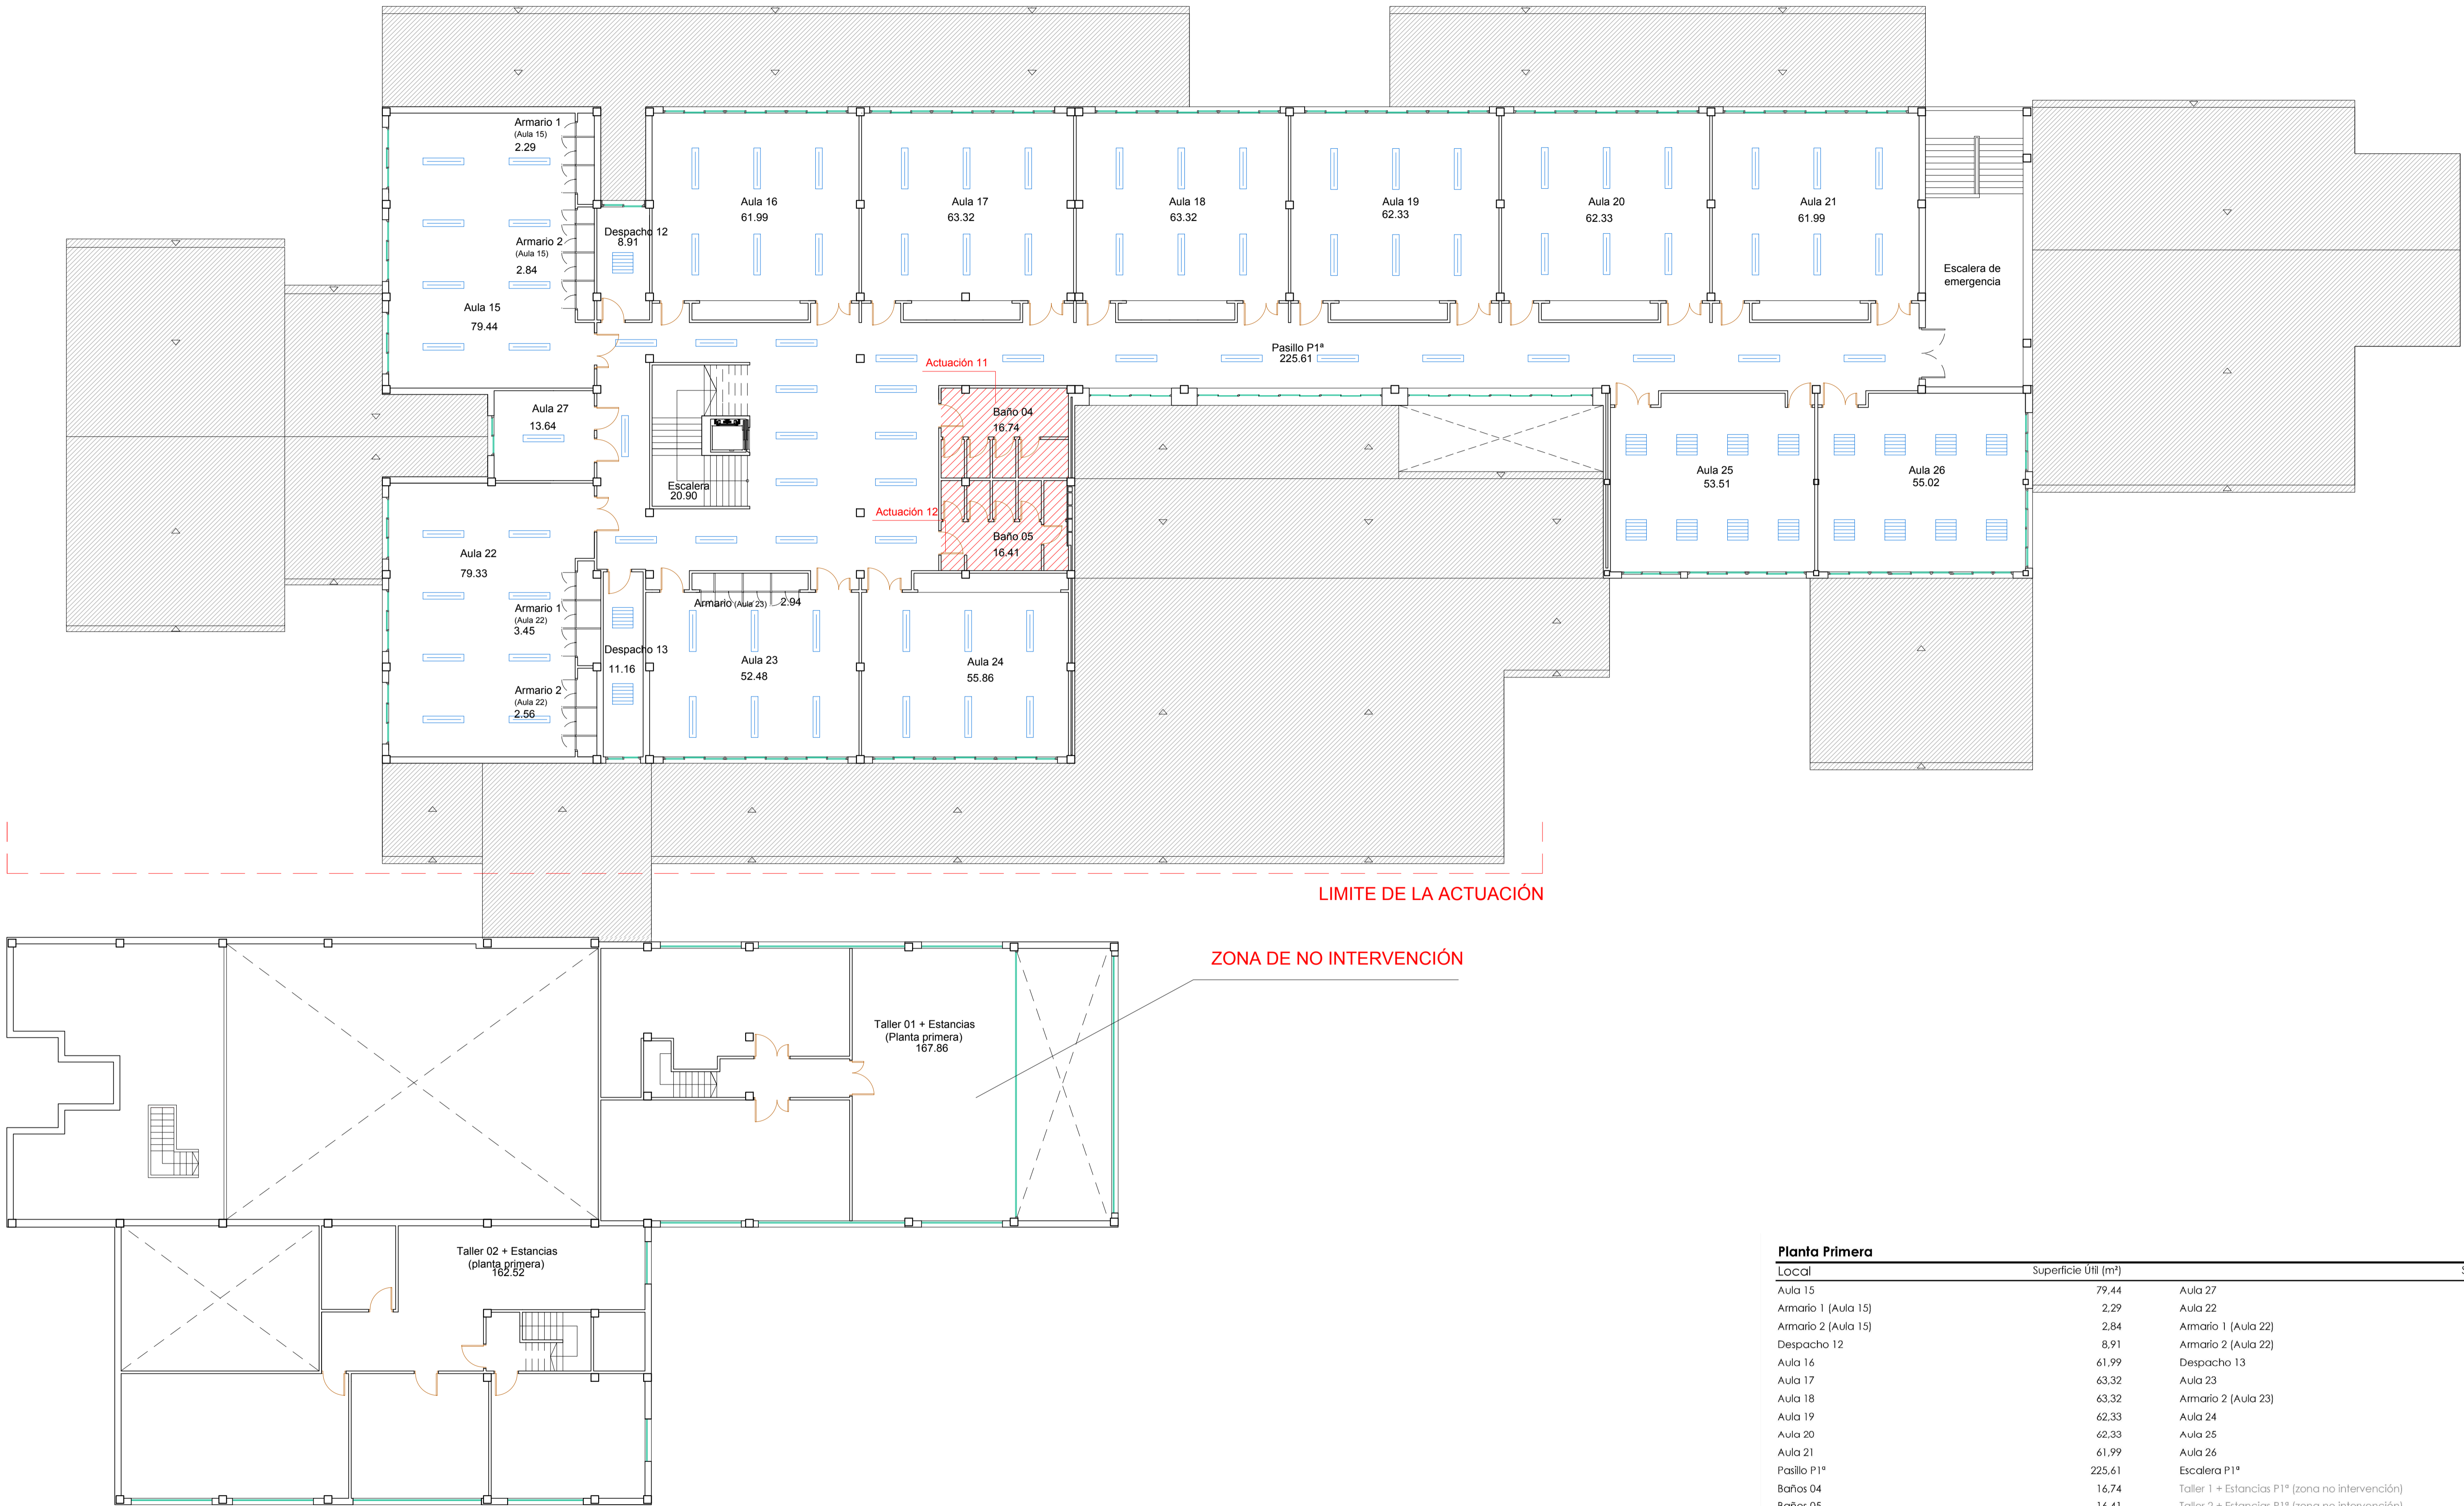 Armario 1
(Aula 15)
2.29
Armario 2
(Aula 15)
2.84
Aula 15
79.44
Despacho 12
8.91
Aula 16
61.99
Aula 17
63.32
Aula 18
63.32
Aula 19
62.33
Aula 20
62.33
Aula 21
61.99
Escalera de
emergencia
Pasillo P1ª
225.61
Actuación 11
Baño 04
16.74
Aula 27
13.64
Escalera
20.90
Actuación 12
Baño 05
16.41
Aula 25
53.51
Aula 26
55.02
Aula 22
79.33
Armario 1
(Aula 22)
3.45
Armario 2
(Aula 22)
2.56
Despacho 13
11.16
Armario (Aula 23) 2.94
Aula 23
52.48
Aula 24
55.86
LIMITE DE LA ACTUACIÓN
ZONA DE NO INTERVENCIÓN
Taller 01 + Estancias
(Planta primera)
167.86
Taller 02 + Estancias
(planta primera)
162.52
Planta Primera
Local Superficie Útil (m²) S
Aula 15 79,44 Aula 27
Armario 1 (Aula 15) 2,29 Aula 22
Armario 2 (Aula 15) 2,84 Armario 1 (Aula 22)
Despacho 12 8,91 Armario 2 (Aula 22)
Aula 16 61,99 Despacho 13
Aula 17 63,32 Aula 23
Aula 18 63,32 Armario 2 (Aula 23)
Aula 19 62,33 Aula 24
Aula 20 62,33 Aula 25
Aula 21 61,99 Aula 26
Pasillo P1ª 225,61 Escalera P1ª
Baños 04 16,74 Taller 1 + Estancias P1ª (zona no intervención)
Baños 05 16,41 Taller 2 + Estancias P1ª (zona no intervención)